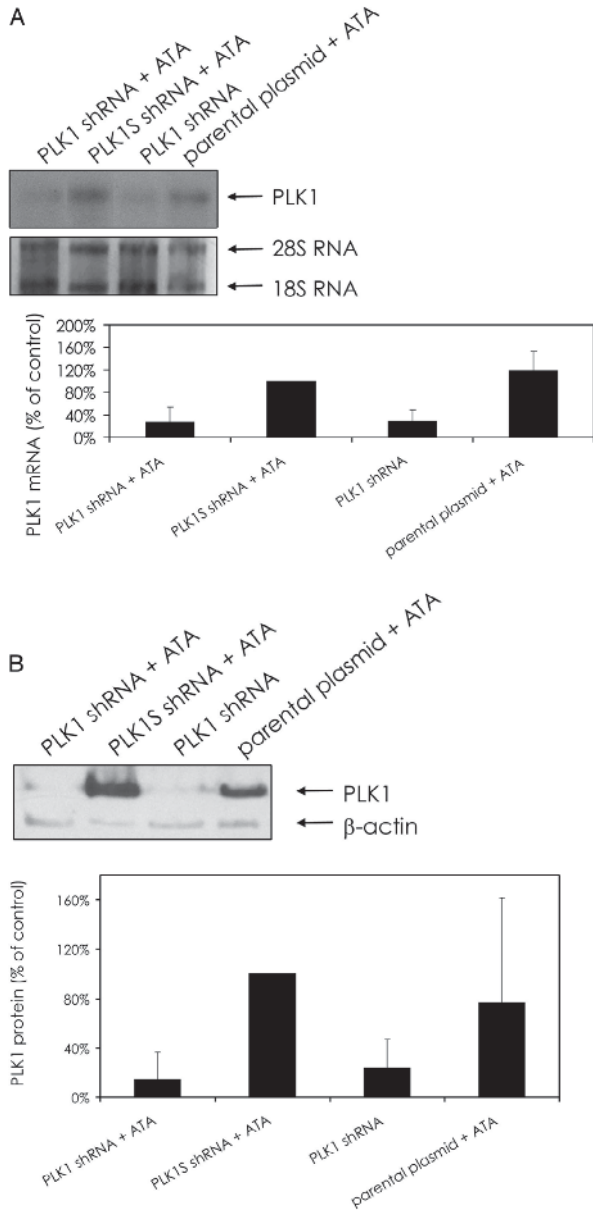 A
PLK1 shRNA + ATA
PLK1S shRNA + ATA
PLK1 shRNA
parental plasmid + ATA
PLK1
28S RNA
18S RNA
PLK1 mRNA (% of control)
200%
160%
120%
80%
40%
0%
PLK1 shRNA + ATA
PLK1S shRNA + ATA
PLK1 shRNA
parental plasmid + ATA
B
PLK1 shRNA + ATA
PLK1S shRNA + ATA
PLK1 shRNA
parental plasmid + ATA
PLK1
β-actin
PLK1 protein (% of control)
160%
120%
80%
40%
0%
PLK1 shRNA + ATA
PLK1S shRNA + ATA
PLK1 shRNA
parental plasmid + ATA